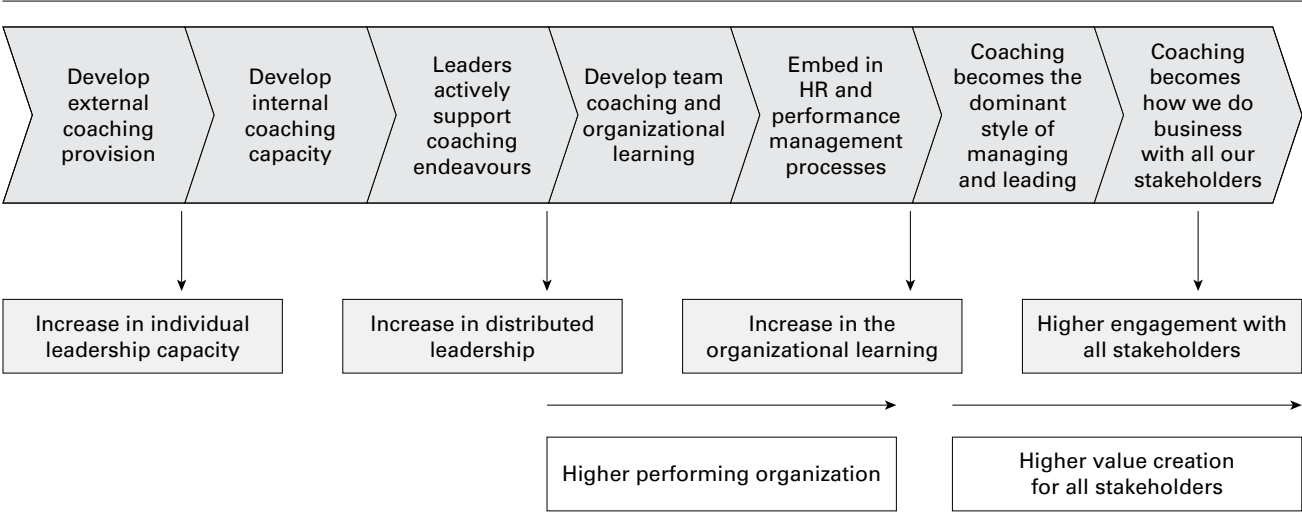 Develop
external
coaching
provision
Develop
internal
coaching
capacity
Leaders
actively
support
coaching
endeavours
Develop team
coaching and
organizational
learning
Embed in
HR and
performance
management
processes
Coaching
becomes the
dominant
style of
managing
and leading
Coaching
becomes
how we do
business
with all our
stakeholders
Increase in individual
leadership capacity
Increase in distributed
leadership
Increase in the
organizational learning
Higher engagement with
all stakeholders
Higher performing organization
Higher value creation
for all stakeholders